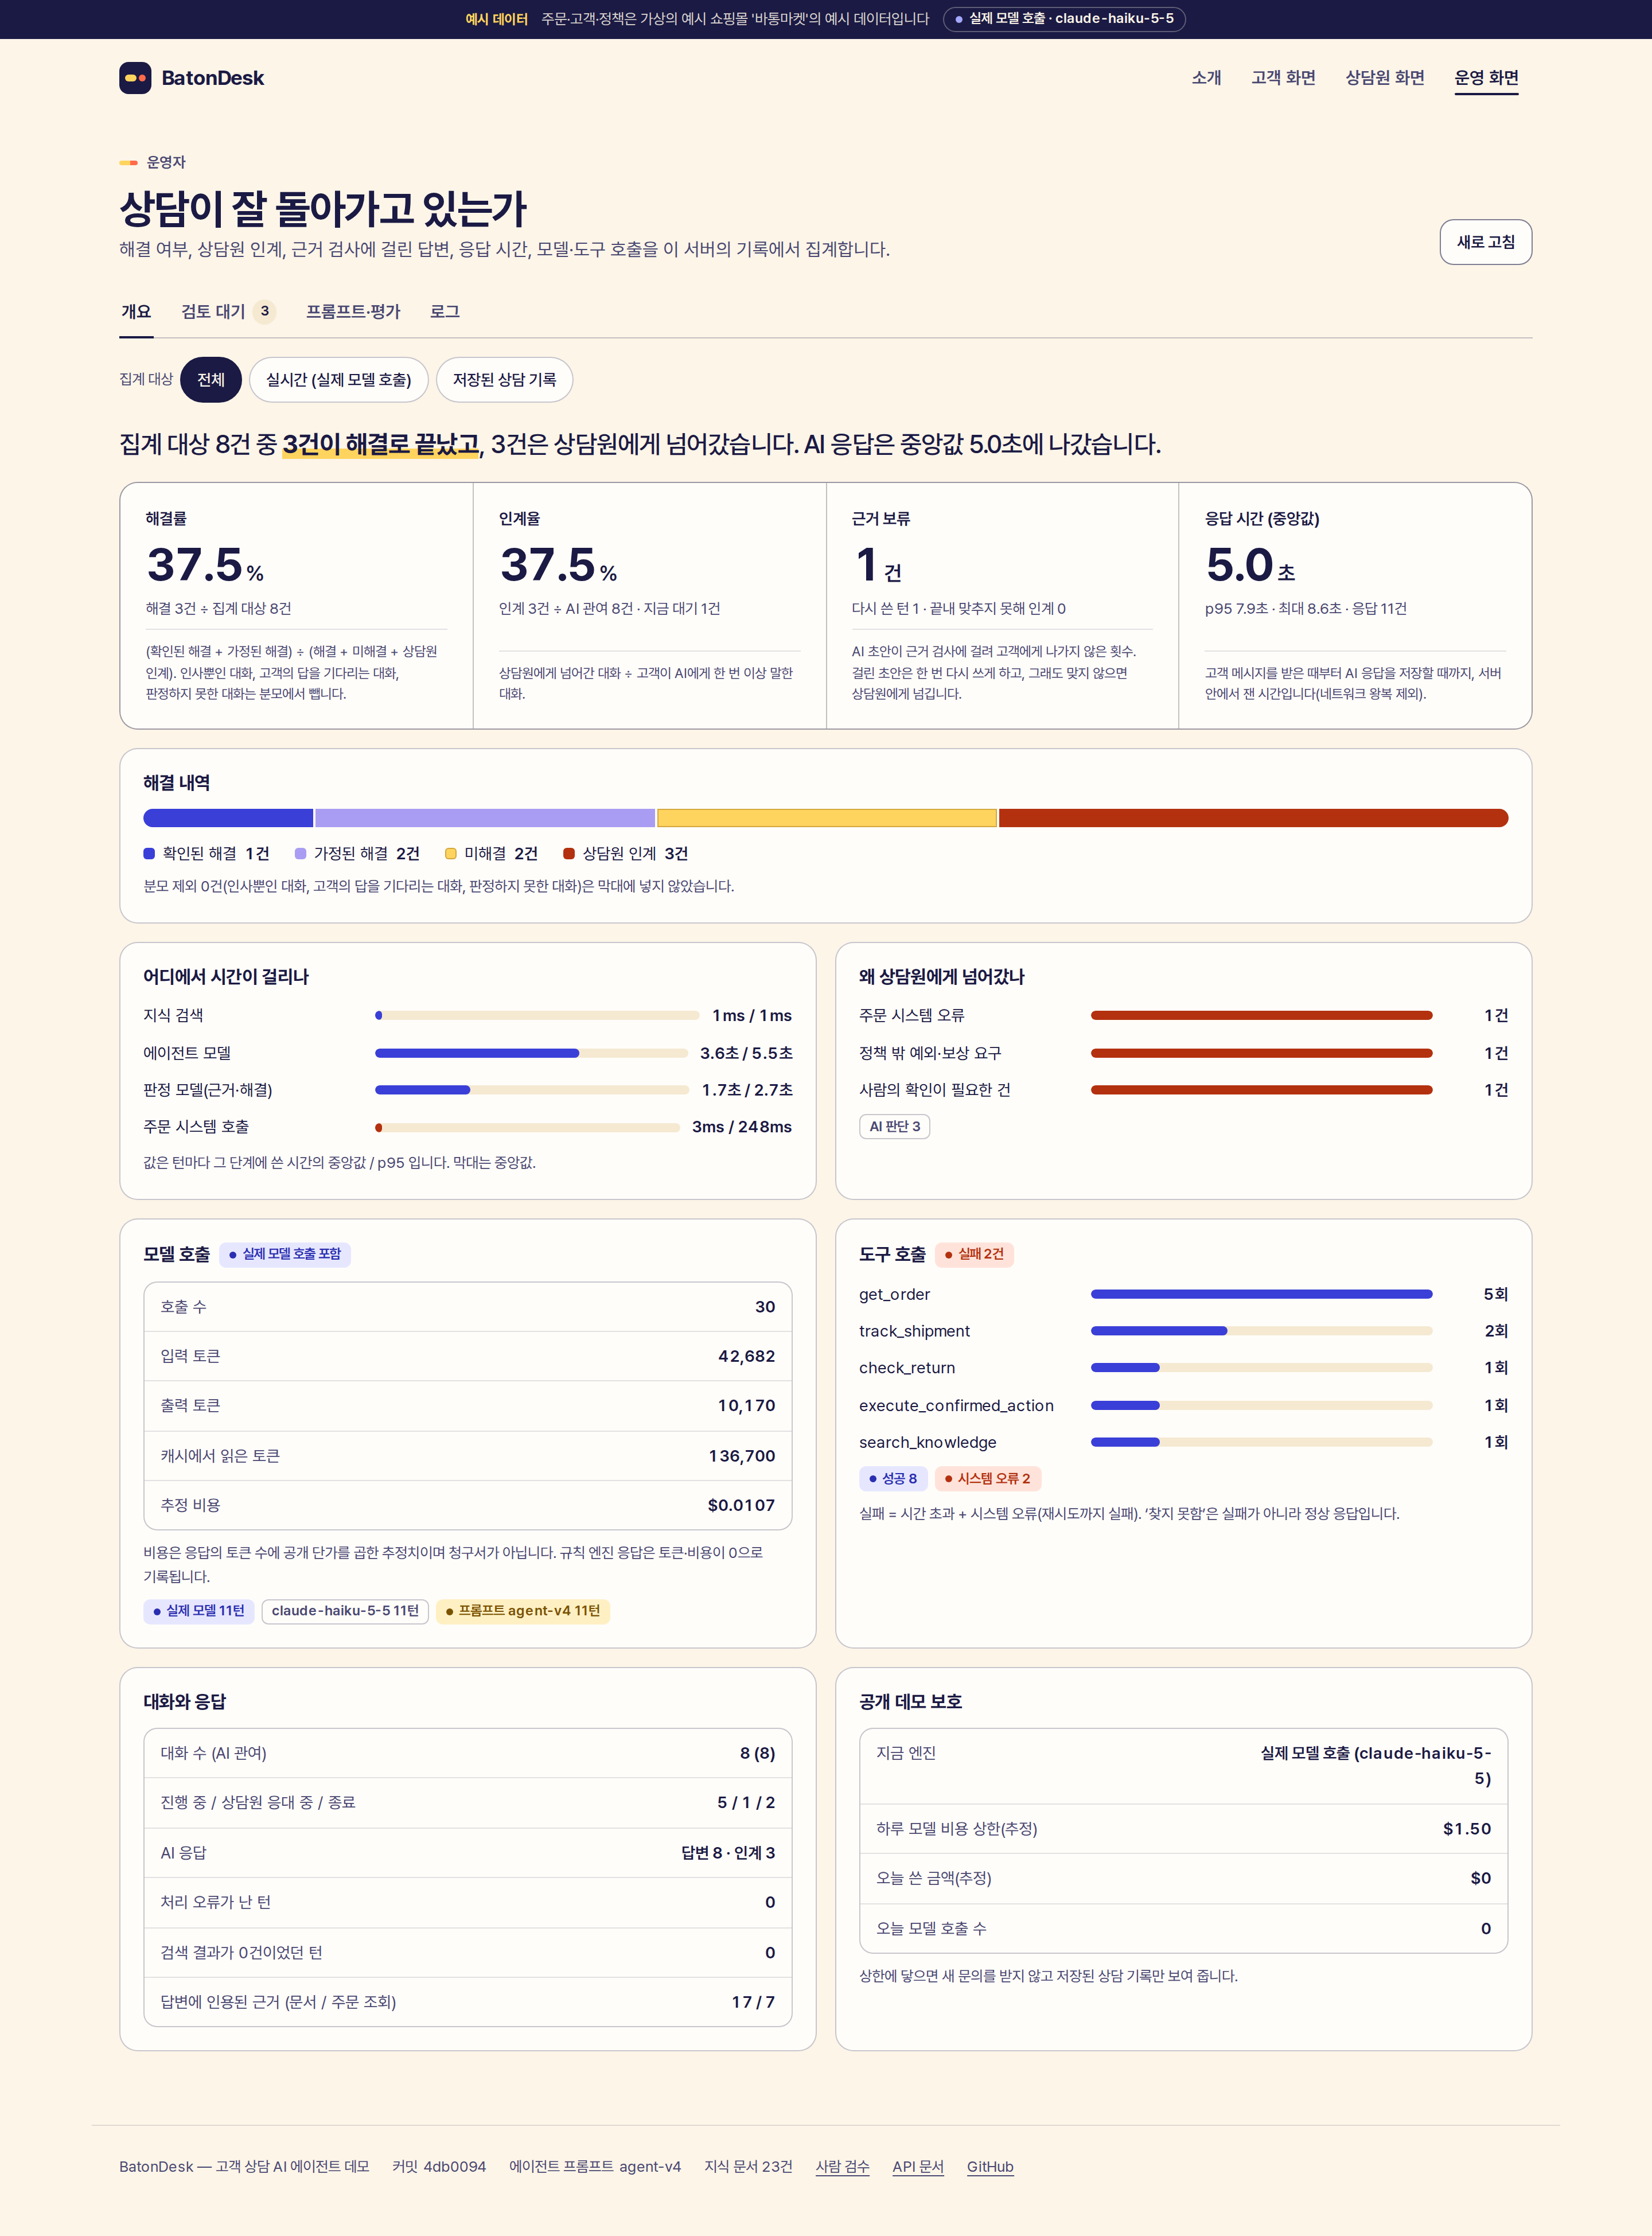 예시 데이터 주문·고객·정책은 가상의 예시 쇼핑몰 '바통마켓'의 예시 데이터입니다 실제 모델 호출 · claude-haiku-5-5
BatonDesk 소개 고객 화면 상담원 화면 운영 화면
운영자
상담이 잘 돌아가고 있는가
해결 여부, 상담원 인계, 근거 검사에 걸린 답변, 응답 시간, 모델·도구 호출을 이 서버의 기록에서 집계합니다.
새로 고침
개요 검토 대기 3 프롬프트·평가 로그
집계 대상 전체 실시간 (실제 모델 호출) 저장된 상담 기록
집계 대상 8건 중 3건이 해결로 끝났고, 3건은 상담원에게 넘어갔습니다. AI 응답은 중앙값 5.0초에 나갔습니다.
해결률
37.5%
해결 3건 ÷ 집계 대상 8건
(확인된 해결 + 가정된 해결) ÷ (해결 + 미해결 + 상담원
인계). 인사뿐인 대화, 고객의 답을 기다리는 대화,
판정하지 못한 대화는 분모에서 뺍니다.
인계율
37.5%
인계 3건 ÷ AI 관여 8건 · 지금 대기 1건
상담원에게 넘어간 대화 ÷ 고객이 AI에게 한 번 이상 말한
대화.
근거 보류
1 건
다시 쓴 턴 1 · 끝내 맞추지 못해 인계 0
AI 초안이 근거 검사에 걸려 고객에게 나가지 않은 횟수.
걸린 초안은 한 번 다시 쓰게 하고, 그래도 맞지 않으면
상담원에게 넘깁니다.
응답 시간 (중앙값)
5.0초
p95 7.9초 · 최대 8.6초 · 응답 11건
고객 메시지를 받은 때부터 AI 응답을 저장할 때까지, 서버
안에서 잰 시간입니다(네트워크 왕복 제외).
해결 내역
확인된 해결 1건 가정된 해결 2건 미해결 2건 상담원 인계 3건
분모 제외 0건(인사뿐인 대화, 고객의 답을 기다리는 대화, 판정하지 못한 대화)은 막대에 넣지 않았습니다.
어디에서 시간이 걸리나
지식 검색 1ms / 1ms
에이전트 모델 3.6초 / 5.5초
판정 모델(근거·해결) 1.7초 / 2.7초
주문 시스템 호출 3ms / 248ms
값은 턴마다 그 단계에 쓴 시간의 중앙값 / p95 입니다. 막대는 중앙값.
왜 상담원에게 넘어갔나
주문 시스템 오류 1건
정책 밖 예외·보상 요구 1건
사람의 확인이 필요한 건 1건
AI 판단 3
모델 호출 실제 모델 호출 포함
호출 수 30
입력 토큰 42,682
출력 토큰 10,170
캐시에서 읽은 토큰 136,700
추정 비용 $0.0107
비용은 응답의 토큰 수에 공개 단가를 곱한 추정치이며 청구서가 아닙니다. 규칙 엔진 응답은 토큰·비용이 0으로
기록됩니다.
실제 모델 11턴 claude-haiku-5-5 11턴 프롬프트 agent-v4 11턴
도구 호출 실패 2건
get_order 5회
track_shipment 2회
check_return 1회
execute_confirmed_action 1회
search_knowledge 1회
성공 8 시스템 오류 2
실패 = 시간 초과 + 시스템 오류(재시도까지 실패). ‘찾지 못함’은 실패가 아니라 정상 응답입니다.
대화와 응답
대화 수 (AI 관여) 8 (8)
진행 중 / 상담원 응대 중 / 종료 5 / 1 / 2
AI 응답 답변 8 · 인계 3
처리 오류가 난 턴 0
검색 결과가 0건이었던 턴 0
답변에 인용된 근거 (문서 / 주문 조회) 17 / 7
공개 데모 보호
지금 엔진 실제 모델 호출 (claude-haiku-5-
5)
하루 모델 비용 상한(추정) $1.50
오늘 쓴 금액(추정) $0
오늘 모델 호출 수 0
상한에 닿으면 새 문의를 받지 않고 저장된 상담 기록만 보여 줍니다.
BatonDesk — 고객 상담 AI 에이전트 데모 커밋 4db0094 에이전트 프롬프트 agent-v4 지식 문서 23건 사람 검수 API 문서 GitHub